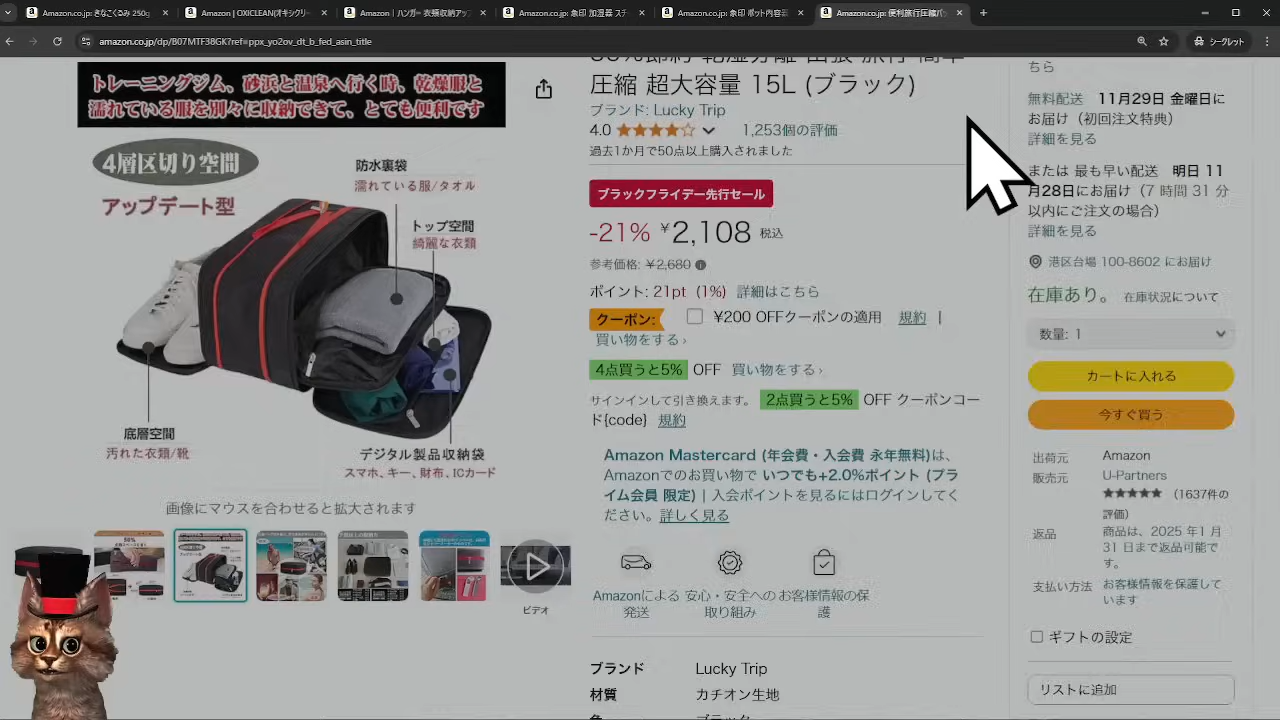 Amazon.co.jp: きなこくみ 250g
Amazon | OXICLEAN(オキシクリー
Amazon | ハンガー 衣類収納アッ
Amazon.co.jp: 象印 加湿器 スチ
Amazon.co.jp: 象印 ポット内容器
Amazon.co.jp: 便利旅行圧縮バ
amazon.co.jp/dp/B07MTF38GK?ref=ppx_yo2ov_dt_b_fed_asin_title
シークレット
トレーニングジム、砂浜と温泉へ行く時、乾燥服と
濡れている服を別々に収納できて、とても便利です
4層区切り空間
アップデート型
防水裏袋
濡れている服/タオル
トップ空間
綺麗な衣類
底層空間
汚れた衣類/靴
デジタル製品収納袋
スマホ、キー、財布、ICカード
画像にマウスを合わせると拡大されます
ビデオ
圧縮 超大容量 15L (ブラック)
ブランド: Lucky Trip
4.0
1,253個の評価
過去1か月で50点以上購入されました
ブラックフライデー先行セール
-21% ¥2,108 税込
参考価格: ¥2,680
ポイント: 21pt (1%) 詳細はこちら
クーポン: ¥200 OFFクーポンの適用 規約 |
買い物をする ›
4点買うと5% OFF 買い物をする ›
サインインして引き換えます。 2点買うと5% OFF クーポンコー
ド{code} 規約
Amazon Mastercard (年会費・入会費 永年無料)は、
Amazonでのお買い物で いつでも+2.0%ポイント (プラ
イム会員 限定) | 入会ポイントを見るにはログインしてく
ださい。詳しく見る
Amazonによる
発送
安心・安全への
取り組み
お客様情報の保
護
ブランド Lucky Trip
材質 カチオン生地
ちら
無料配送 11月29日 金曜日に
お届け（初回注文特典）
詳細を見る
または 最も早い配送 明日 11
月28日にお届け（7 時間 31 分
以内にご注文の場合）
詳細を見る
港区台場 100-8602 にお届け
在庫あり。 在庫状況について
数量: 1
カートに入れる
今すぐ買う
出荷元 Amazon
販売元 U-Partners
(1637件の
評価)
返品 商品は、2025 年 1 月
31 日まで返品可能で
す。
支払い方法 お客様情報を保護して
います
ギフトの設定
リストに追加